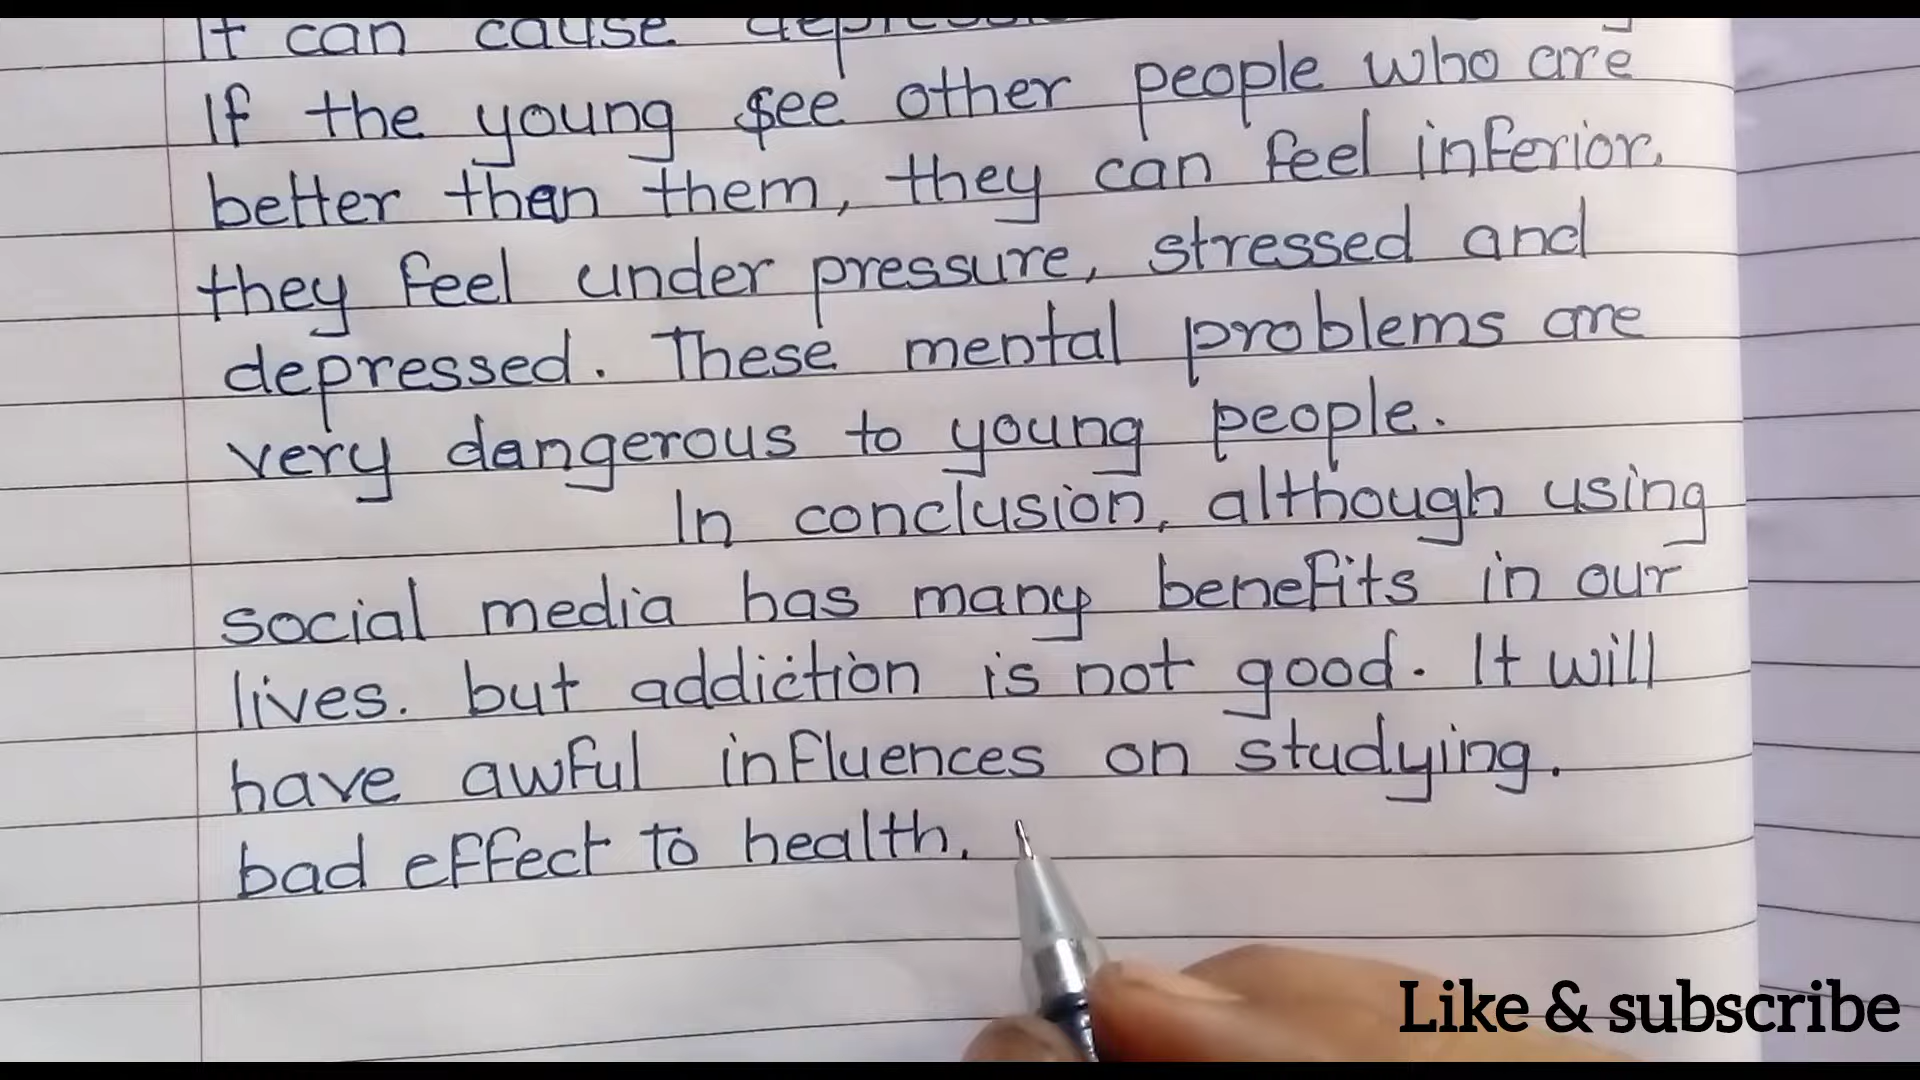 It can cause depress
If the young see other people who are
better than them, they can feel inferior.
they feel under pressure, stressed and
depressed. These mental problems are
very dangerous to young people.
In conclusion, although using
social media has many benefits in our
lives. but addiction is not good. It will
have awful influences on studying.
bad effect to health.
Like & subscribe